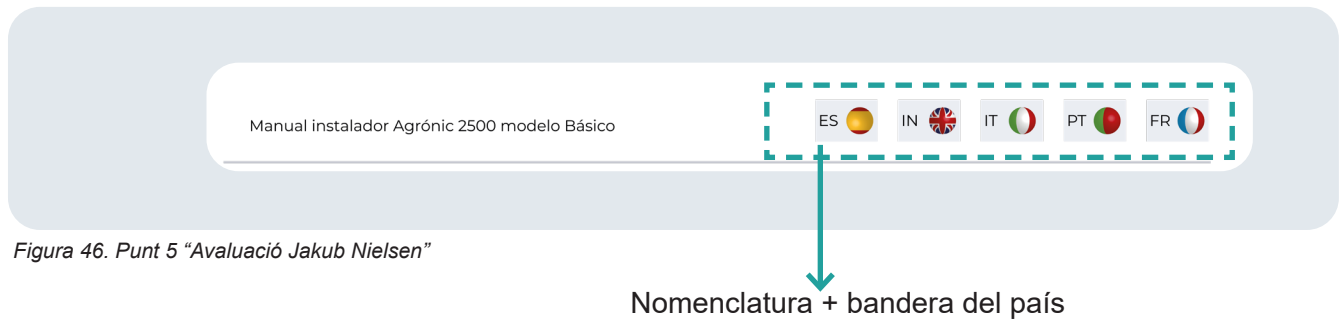 Manual instalador Agrónic 2500 modelo Básico ES IN IT PT FR
Figura 46. Punt 5 “Avaluació Jakub Nielsen”
Nomenclatura + bandera del país